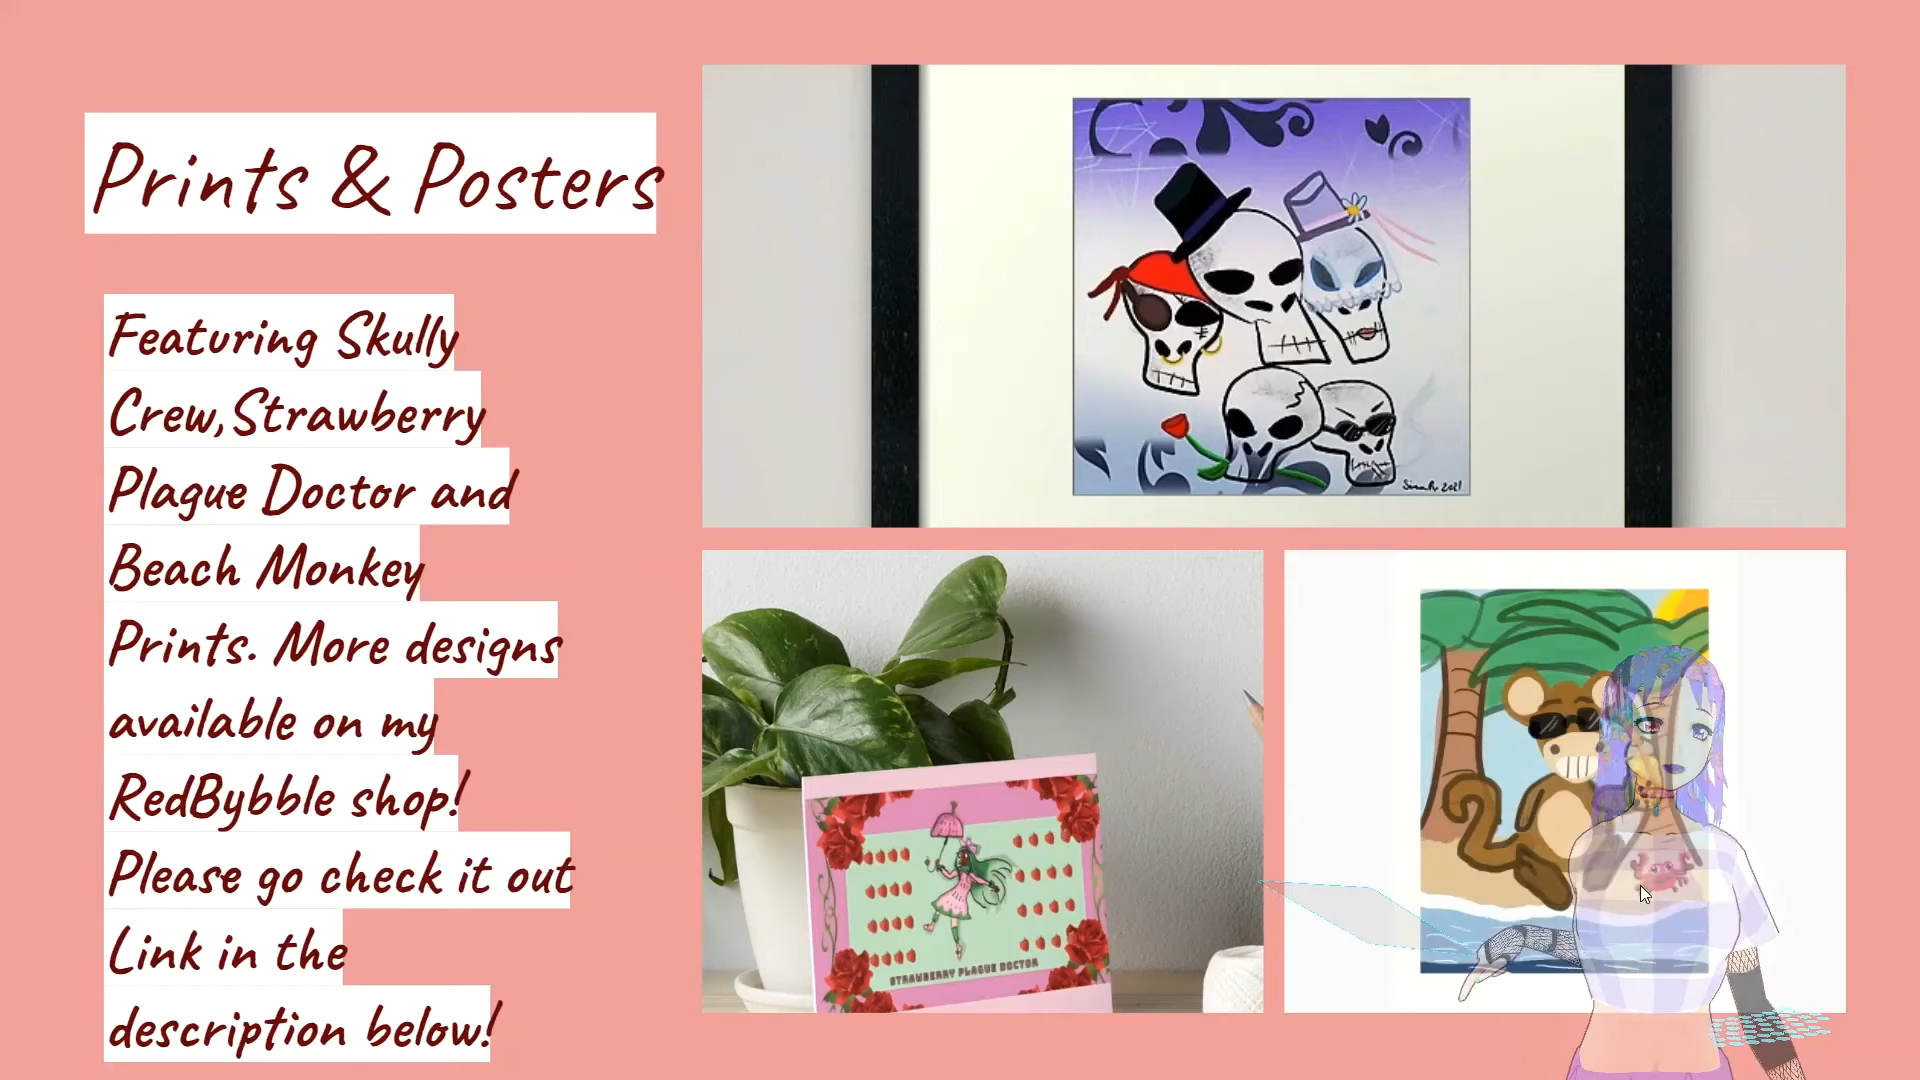 Prints & Posters
Featuring Skully
Crew,Strawberry
Plague Doctor and
Beach Monkey
Prints. More designs
available on my
RedBybble shop!
Please go check it out
Link in the
description below!
STRAWBERRY PLAGUE DOCTOR